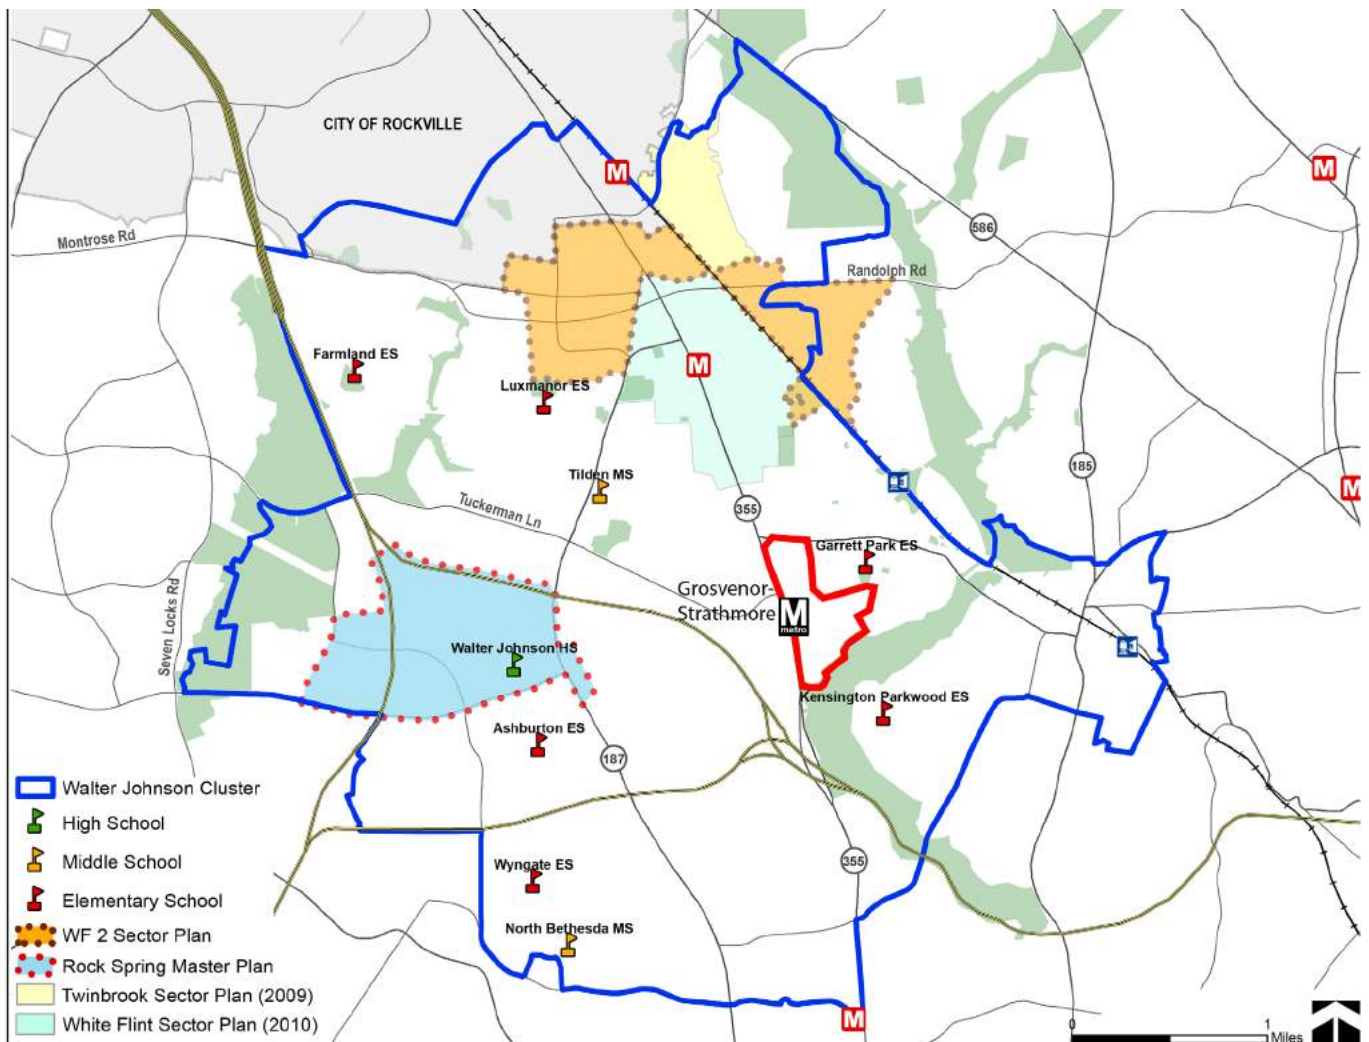 CITY OF ROCKVILLE
M
M
586
Montrose Rd
Randolph Rd
Farmland ES
M
Luxmanor ES
185
Tilden MS
M
Tuckerman Ln
355
Garrett Park ES
Grosvenor-
Strathmore
M
metro
Seven Locks Rd
Walter Johnson HS
Kensington Parkwood ES
Ashburton ES
187
355
Wyngate ES
North Bethesda MS
M
Walter Johnson Cluster
High School
Middle School
Elementary School
WF 2 Sector Plan
Rock Spring Master Plan
Twinbrook Sector Plan (2009)
White Flint Sector Plan (2010)
0
1
Miles